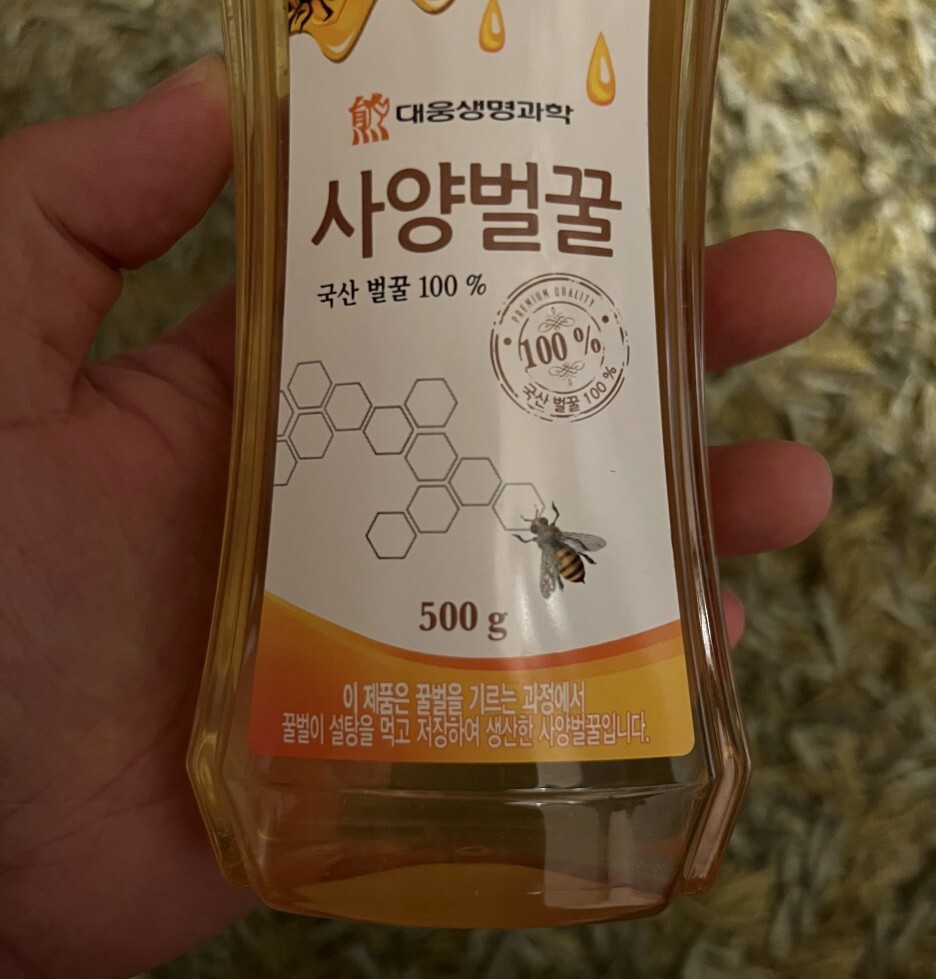 熊 대웅생명과학
사양벌꿀
국산 벌꿀 100 %
PREMIUM QUALITY
100 %
국산 벌꿀 100 %
500 g
이 제품은 꿀벌을 기르는 과정에서
꿀벌이 설탕을 먹고 저장하여 생산한 사양벌꿀입니다.